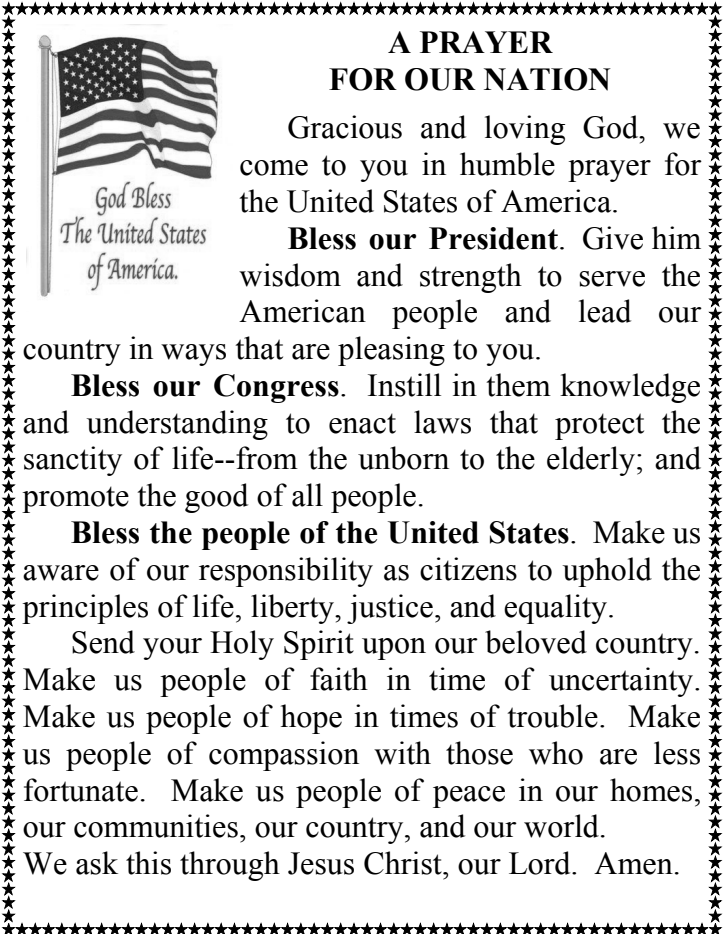 A PRAYER
FOR OUR NATION
God Bless
The United States
of America.
Gracious and loving God, we
come to you in humble prayer for
the United States of America.
Bless our President. Give him
wisdom and strength to serve the
American people and lead our
country in ways that are pleasing to you.
Bless our Congress. Instill in them knowledge
and understanding to enact laws that protect the
sanctity of life--from the unborn to the elderly; and
promote the good of all people.
Bless the people of the United States. Make us
aware of our responsibility as citizens to uphold the
principles of life, liberty, justice, and equality.
Send your Holy Spirit upon our beloved country.
Make us people of faith in time of uncertainty.
Make us people of hope in times of trouble. Make
us people of compassion with those who are less
fortunate. Make us people of peace in our homes,
our communities, our country, and our world.
We ask this through Jesus Christ, our Lord. Amen.